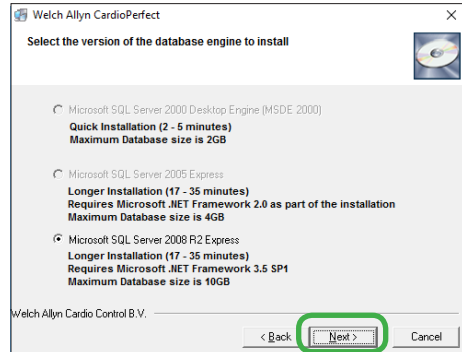 Welch Allyn CardioPerfect
Select the version of the database engine to install
Microsoft SQL Server 2000 Desktop Engine (MSDE 2000)
Quick Installation (2 - 5 minutes)
Maximum Database size is 2GB
Microsoft SQL Server 2005 Express
Longer Installation (17 - 35 minutes)
Requires Microsoft .NET Framework 2.0 as part of the installation
Maximum Database size is 4GB
Microsoft SQL Server 2008 R2 Express
Longer Installation (17 - 35 minutes)
Requires Microsoft .NET Framework 3.5 SP1
Maximum Database size is 10GB
Welch Allyn Cardio Control B.V.
< Back Next > Cancel